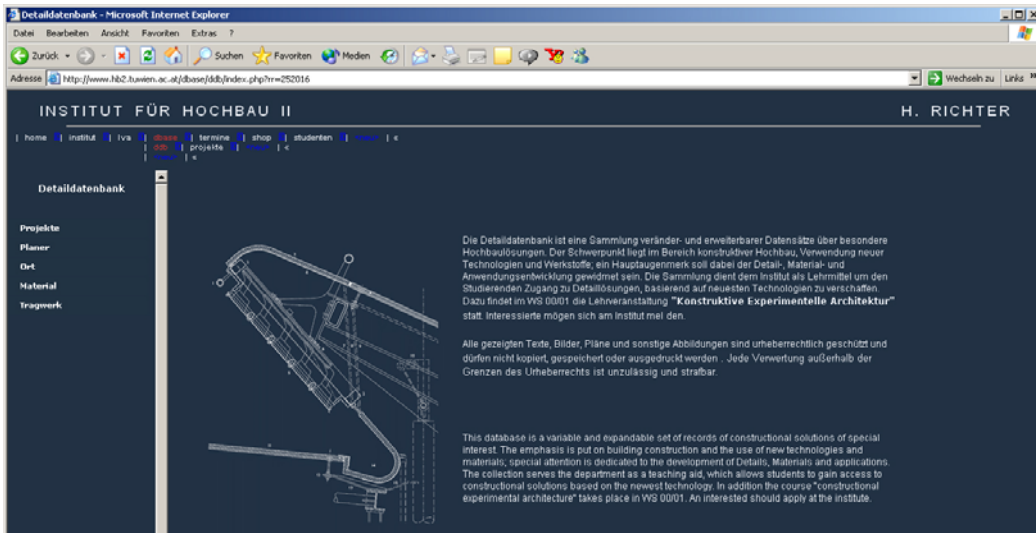 Detaildatenbank - Microsoft Internet Explorer
Datei Bearbeiten Ansicht Favoriten Extras ?
Zurück Suchen Favoriten Medien
Adresse http://www.hb2.tuwien.ac.at/dbase/ddb/index.php?rr=252016 Wechseln zu Links »
INSTITUT FÜR HOCHBAU II H. RICHTER
| home | institut | lva | dbase | termine | shop | studenten | | «
| ddb | projekte | | «
| | «
Detaildatenbank
Projekte
Planer
Ort
Material
Tragwerk
Die Detaildatenbank ist eine Sammlung veränder- und erweiterbarer Datensätze über besondere
Hochbaulösungen. Der Schwerpunkt liegt im Bereich konstruktiver Hochbau, Verwendung neuer
Technologien und Werkstoffe; ein Hauptaugenmerk soll dabei der Detail-, Material- und
Anwendungsentwicklung gewidmet sein. Die Sammlung dient dem Institut als Lehrmittel um den
Studierenden Zugang zu Detaillösungen, basierend auf neuesten Technologien zu verschaffen.
Dazu findet im WS 00/01 die Lehrveranstaltung "Konstruktive Experimentelle Architektur"
statt. Interessierte mögen sich am Institut mel den.
Alle gezeigten Texte, Bilder, Pläne und sonstige Abbildungen sind urheberrechtlich geschützt und
dürfen nicht kopiert, gespeichert oder ausgedruckt werden . Jede Verwertung außerhalb der
Grenzen des Urheberrechts ist unzulässig und strafbar.
This database is a variable and expandable set of records of constructional solutions of special
interest. The emphasis is put on building construction and the use of new technologies and
materials; special attention is dedicated to the development of Details, Materials and applications.
The collection serves the department as a teaching aid, which allows students to gain access to
constructional solutions based on the newest technology. In addition the course "constructional
experimental architecture" takes place in WS 00/01. An interested should apply at the institute.